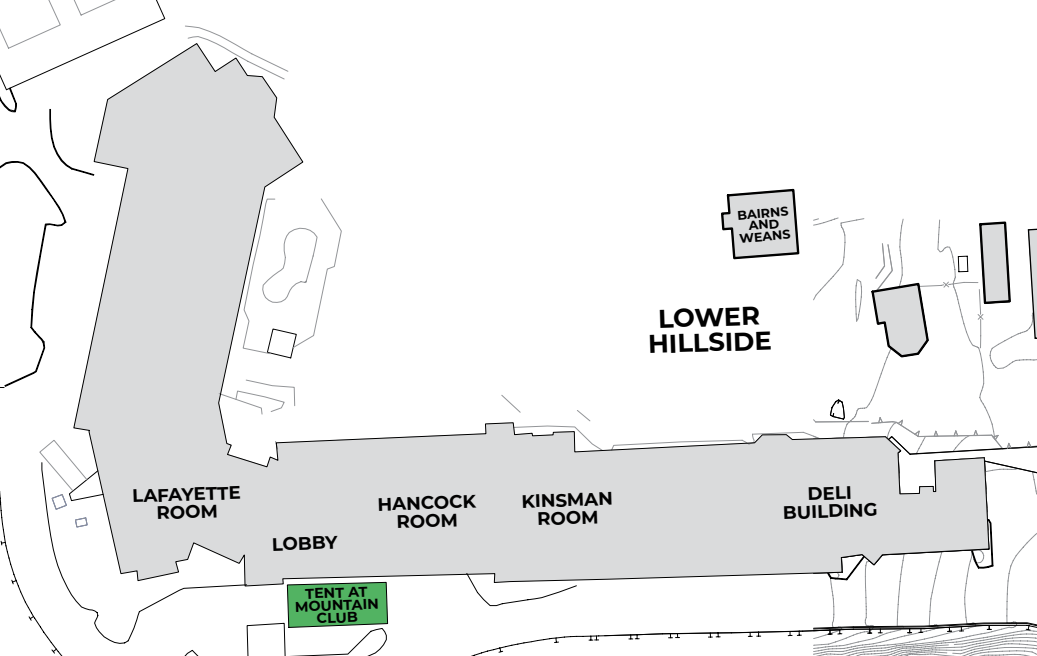 BAIRNS
AND
WEANS
LOWER
HILLSIDE
LAFAYETTE
ROOM
HANCOCK
ROOM
KINSMAN
ROOM
DELI
BUILDING
LOBBY
TENT AT
MOUNTAIN
CLUB